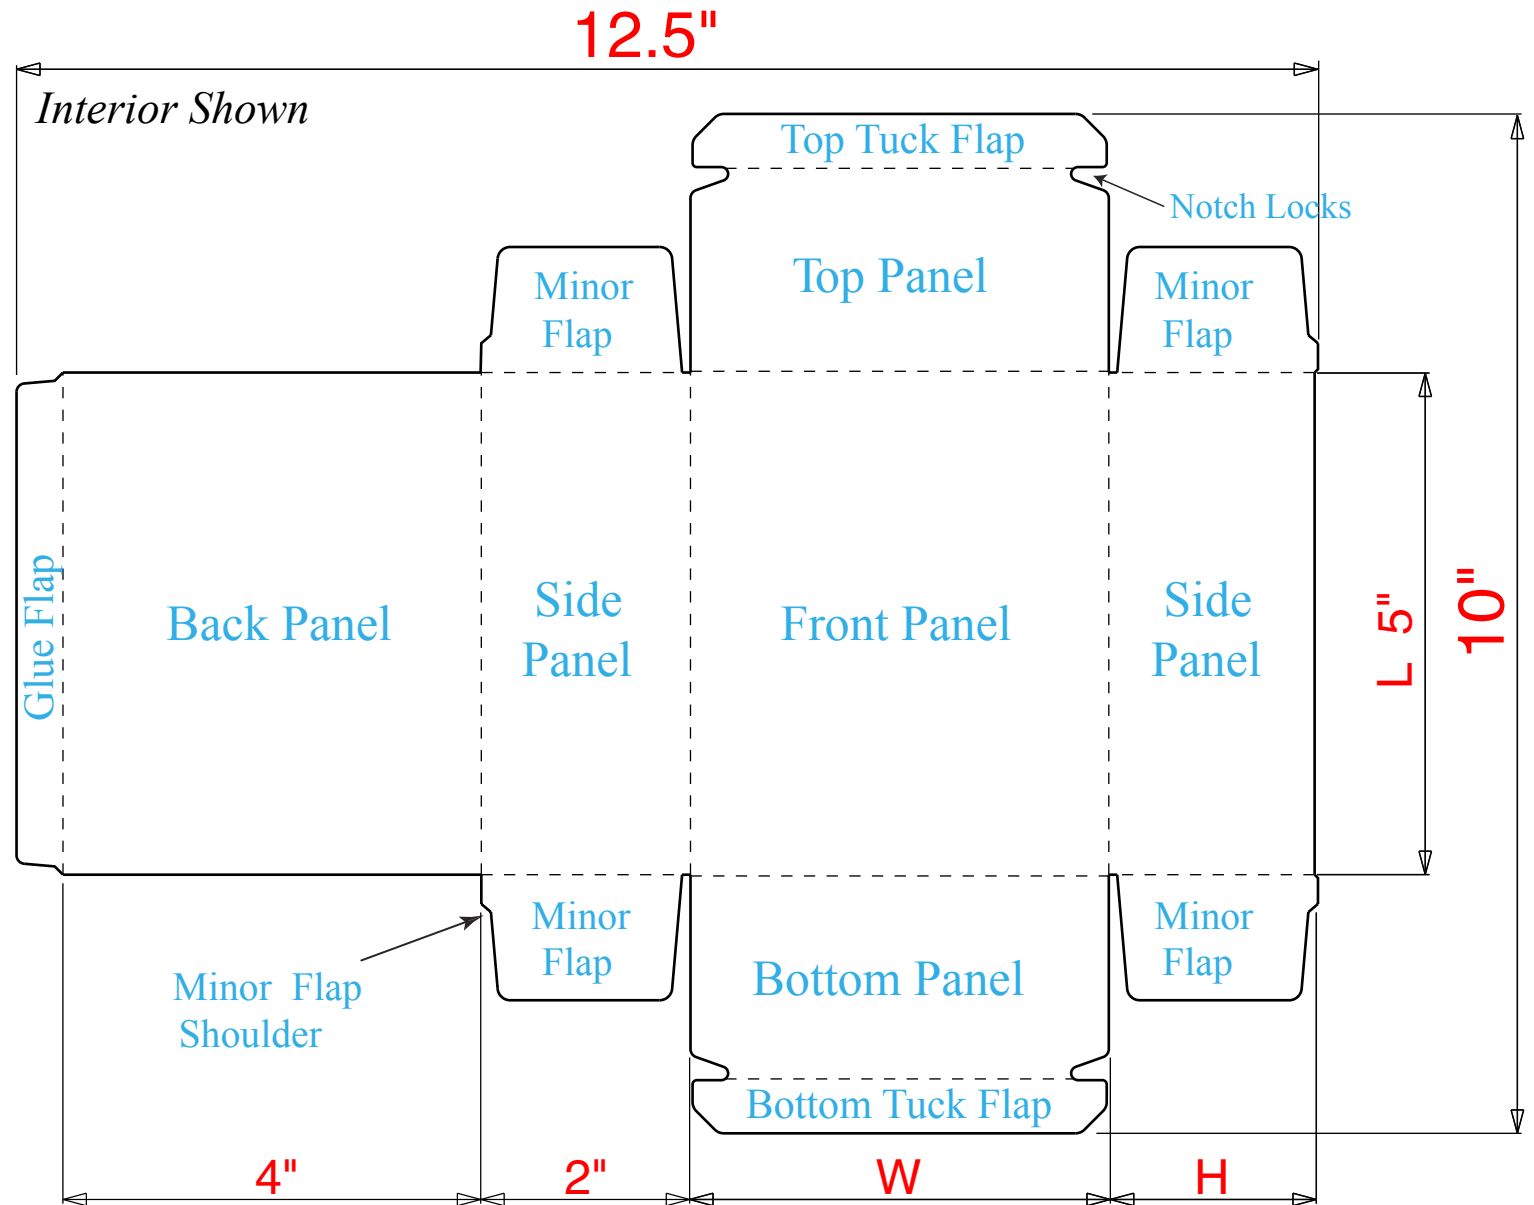 12.5"
Interior Shown
Top Tuck Flap
Notch Locks
Minor
Flap
Top Panel
Minor
Flap
Glue Flap
Back Panel
Side
Panel
Front Panel
Side
Panel
L 5"
10"
Minor
Flap
Bottom Panel
Minor
Flap
Minor Flap
Shoulder
Bottom Tuck Flap
4"
2"
W
H